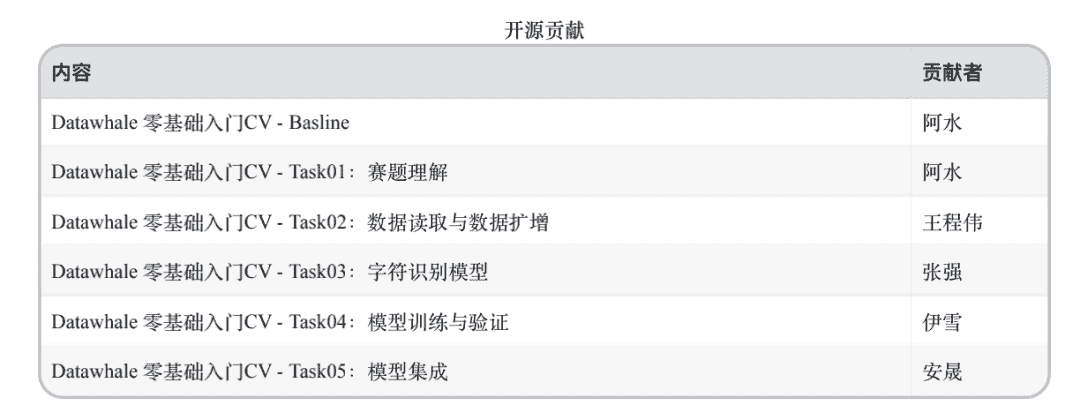 开源贡献
内容 贡献者
Datawhale 零基础入门CV - Basline 阿水
Datawhale 零基础入门CV - Task01：赛题理解 阿水
Datawhale 零基础入门CV - Task02：数据读取与数据扩增 王程伟
Datawhale 零基础入门CV - Task03：字符识别模型 张强
Datawhale 零基础入门CV - Task04：模型训练与验证 伊雪
Datawhale 零基础入门CV - Task05：模型集成 安晟